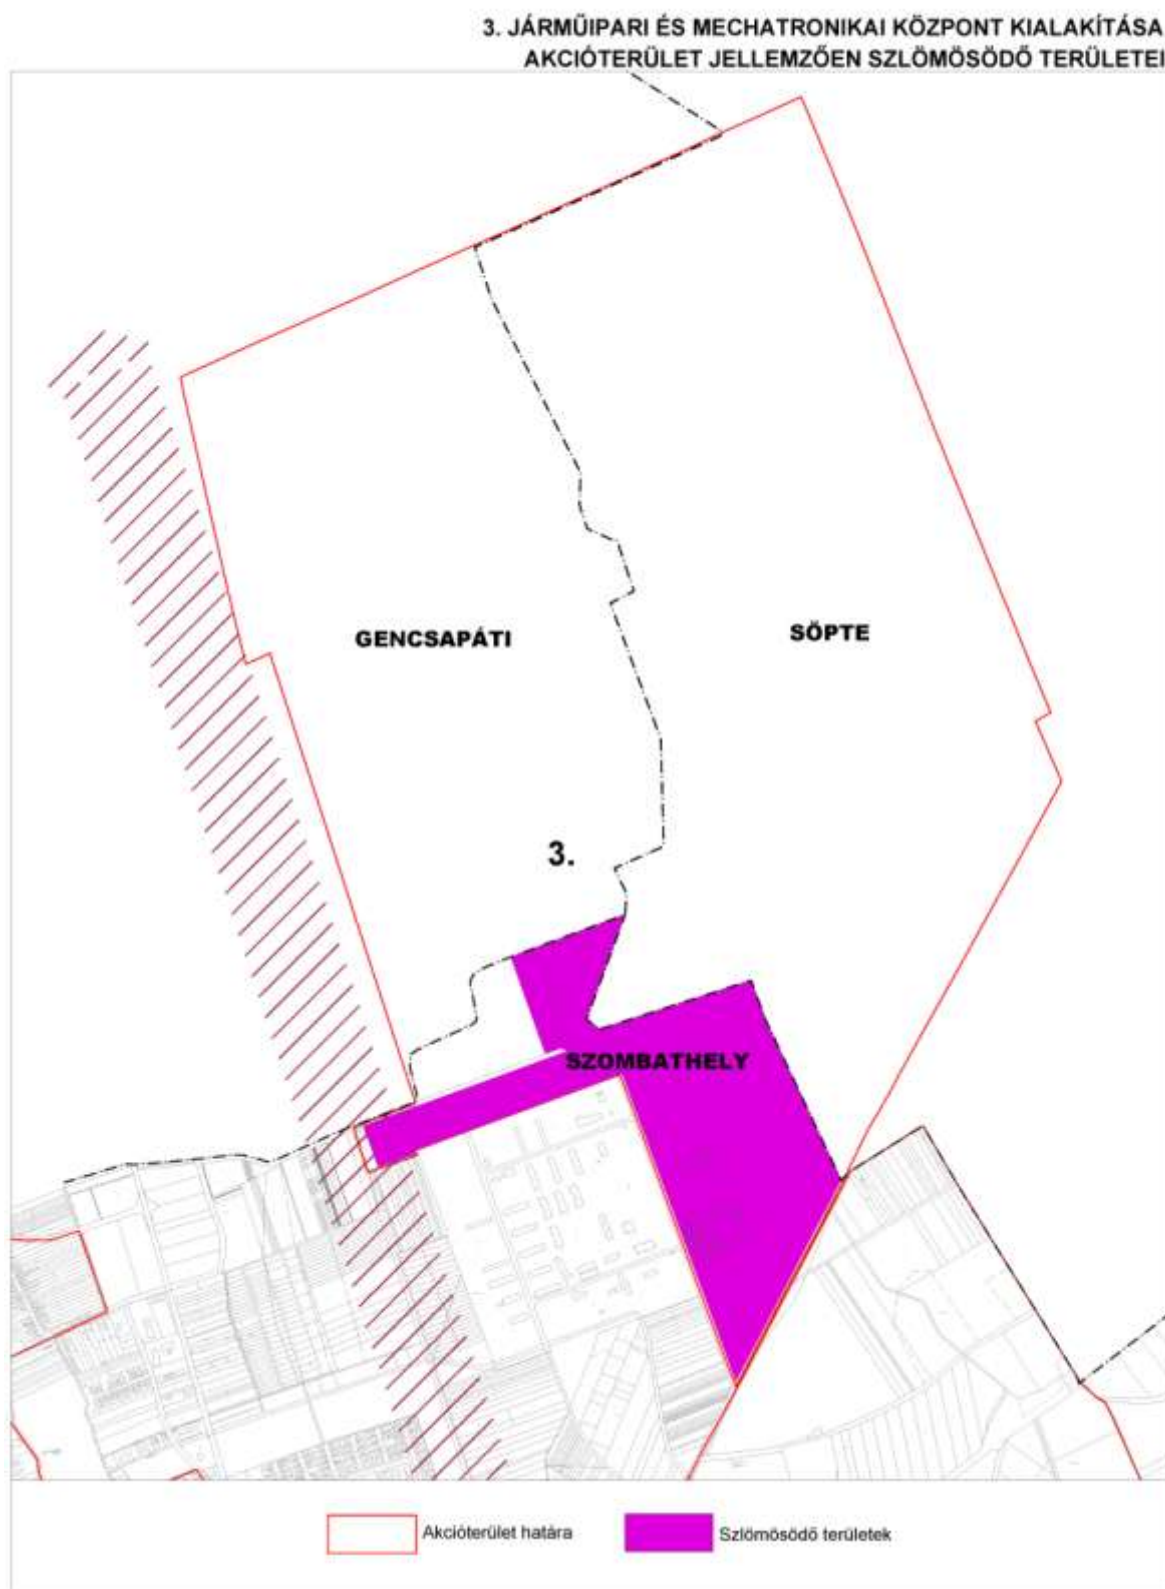 3. JÁRMŰIPARI ÉS MECHATRONIKAI KÖZPONT KIALAKÍTÁSA
AKCIÓTERÜLET JELLEMZŐEN SZLÖMÖSÖDŐ TERÜLETEI
GENCSAPÁTI
SÖPTE
3.
SZOMBATHELY
Akcióterület határa
Szlömösödő területek